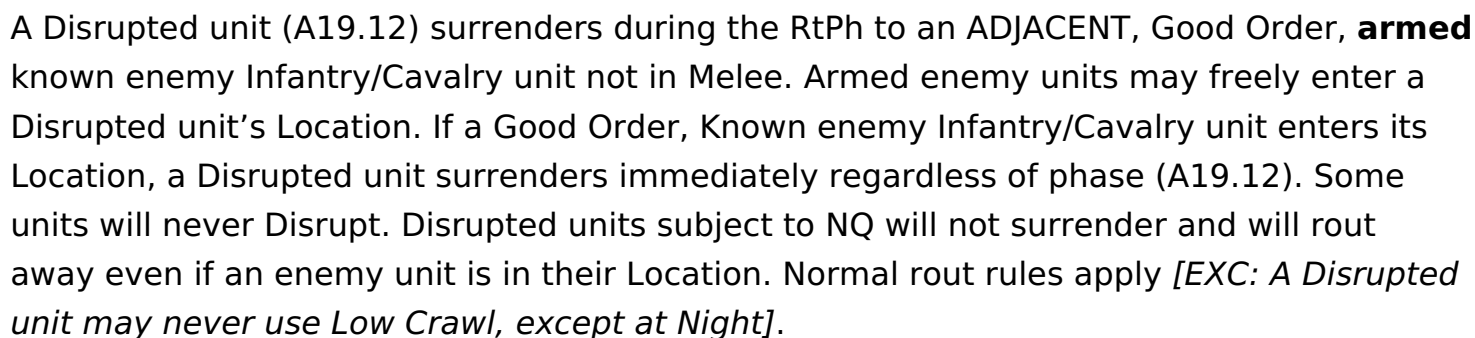 A Disrupted unit (A19.12) surrenders during the RtPh to an ADJACENT, Good Order, armed
known enemy Infantry/Cavalry unit not in Melee. Armed enemy units may freely enter a
Disrupted unit’s Location. If a Good Order, Known enemy Infantry/Cavalry unit enters its
Location, a Disrupted unit surrenders immediately regardless of phase (A19.12). Some
units will never Disrupt. Disrupted units subject to NQ will not surrender and will rout
away even if an enemy unit is in their Location. Normal rout rules apply [EXC: A Disrupted
unit may never use Low Crawl, except at Night].